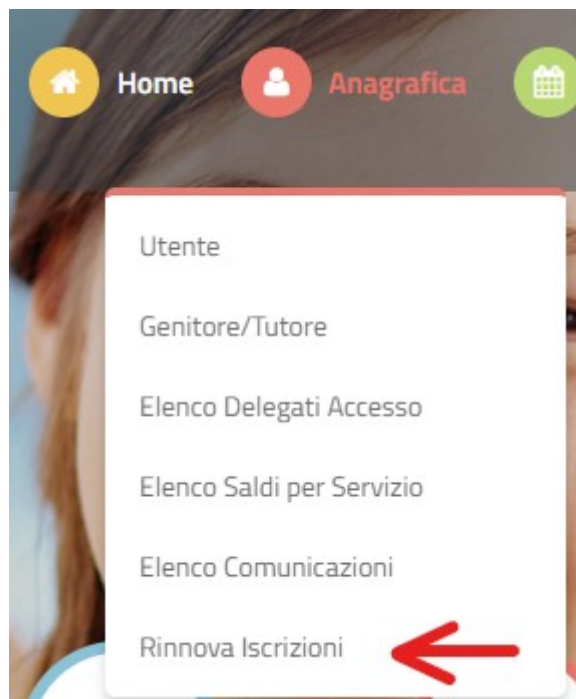 Home Anagrafica
Utente
Genitore/Tutore
Elenco Delegati Accesso
Elenco Saldi per Servizio
Elenco Comunicazioni
Rinnova Iscrizioni